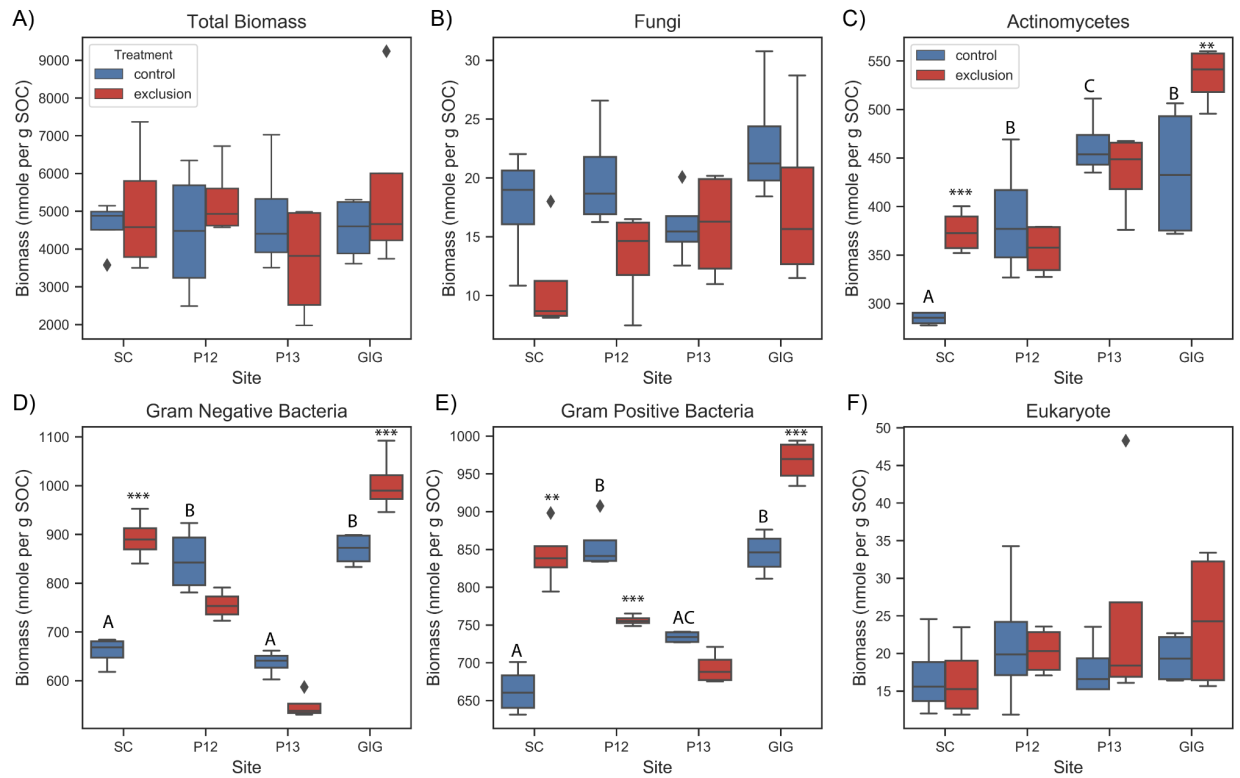 A)
Total Biomass
Biomass (nmole per g SOC)
9000
8000
7000
6000
5000
4000
3000
2000
Treatment
control
exclusion
SC P12 P13 GIG
Site
B)
Fungi
Biomass (nmole per g SOC)
30
25
20
15
10
SC P12 P13 GIG
Site
C)
Actinomycetes
Biomass (nmole per g SOC)
550
500
450
400
350
300
control
exclusion
A *** B C B **
SC P12 P13 GIG
Site
D)
Gram Negative Bacteria
Biomass (nmole per g SOC)
1100
1000
900
800
700
600
A *** B A B ***
SC P12 P13 GIG
Site
E)
Gram Positive Bacteria
Biomass (nmole per g SOC)
1000
950
900
850
800
750
700
650
A ** B *** AC B ***
SC P12 P13 GIG
Site
F)
Eukaryote
Biomass (nmole per g SOC)
50
45
40
35
30
25
20
15
SC P12 P13 GIG
Site